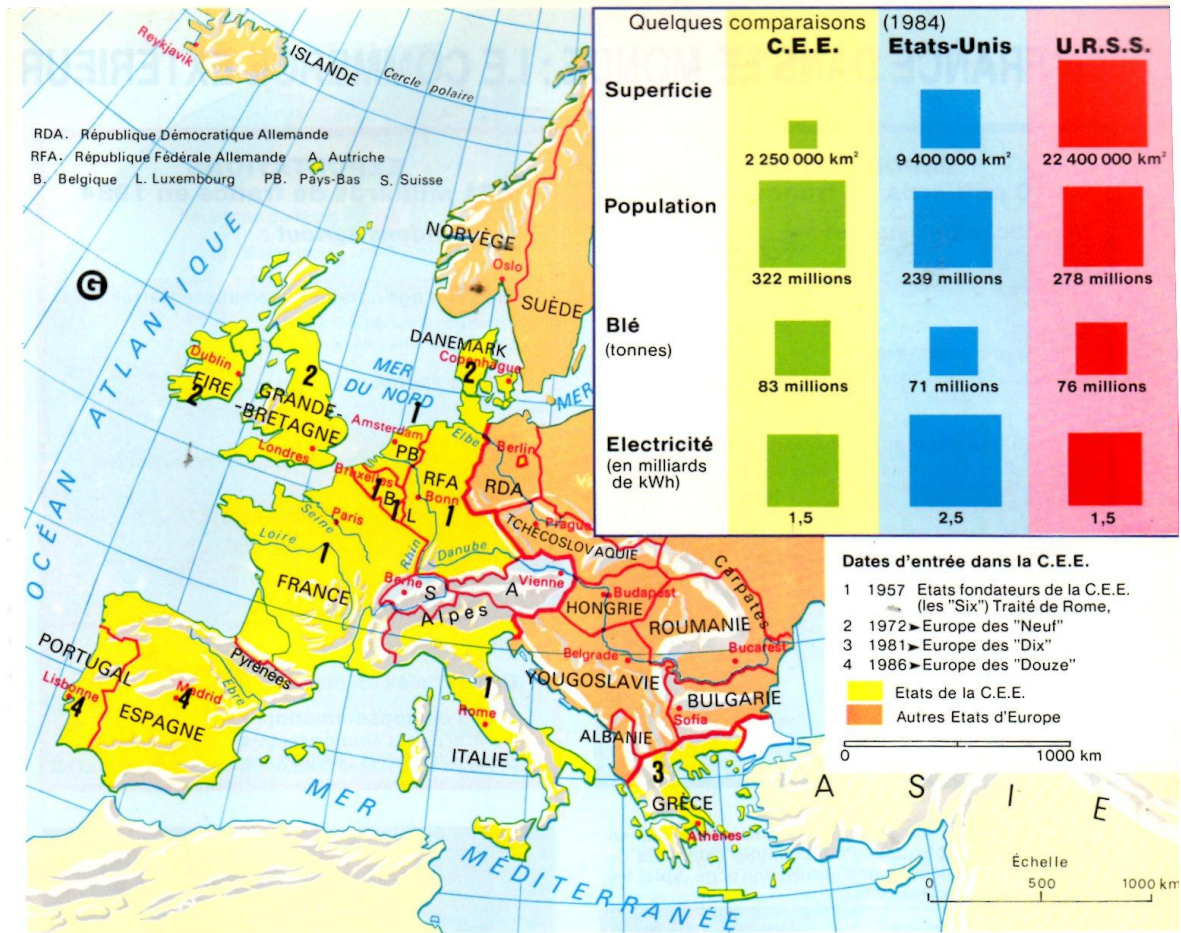 Quelques comparaisons (1984)
C.E.E. Etats-Unis U.R.S.S.
Superficie
2 250 000 km² 9 400 000 km² 22 400 000 km²
Population
322 millions 239 millions 278 millions
Blé
(tonnes)
83 millions 71 millions 76 millions
Electricité
(en milliards
de kWh)
1,5 2,5 1,5
Reykjavik
ISLANDE
Cercle polaire
RDA. République Démocratique Allemande
RFA. République Fédérale Allemande A. Autriche
B. Belgique L. Luxembourg PB. Pays-Bas S. Suisse
G
OCÉAN ATLANTIQUE
NORVÈGE
Oslo
SUÈDE
DANEMARK
Copenhague
2
MER
DU NORD
MER
Dublin
EIRE
2
2
GRANDE-
-BRETAGNE
Londres
1
Amsterdam
PB
Elbe
Berlin
RDA
RFA
Bonn
1
Bruxelles
1
B
1
L
Paris
Seine
Loire
1
FRANCE
Rhin
Danube
Prague
TCHÉCOSLOVAQUIE
Carpates
Berne
S
A
Vienne
Alpes
Budapest
HONGRIE
ROUMANIE
Bucarest
Belgrade
YOUGOSLAVIE
BULGARIE
Sofia
ALBANIE
PORTUGAL
Lisbonne
4
Pyrénées
Madrid
4
Ebre
ESPAGNE
1
Rome
ITALIE
3
GRÈCE
Athènes
MER
MÉDITERRANÉE
ASIE
Dates d'entrée dans la C.E.E.
1 1957 Etats fondateurs de la C.E.E.
(les "Six") Traité de Rome,
2 1972➤Europe des "Neuf"
3 1981➤Europe des "Dix"
4 1986➤Europe des "Douze"
Etats de la C.E.E.
Autres Etats d'Europe
0 1000 km
Échelle
0 500 1000 km